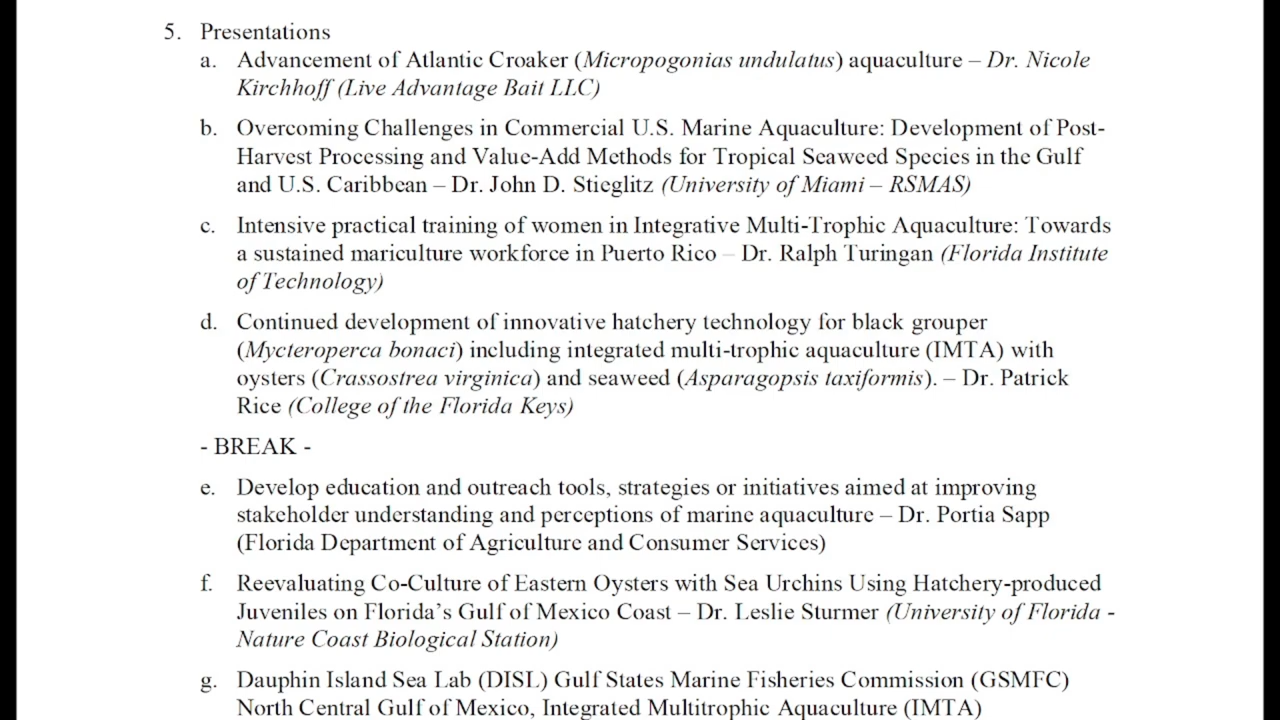 5. Presentations
a. Advancement of Atlantic Croaker (Micropogonias undulatus) aquaculture – Dr. Nicole
Kirchhoff (Live Advantage Bait LLC)
b. Overcoming Challenges in Commercial U.S. Marine Aquaculture: Development of Post-
Harvest Processing and Value-Add Methods for Tropical Seaweed Species in the Gulf
and U.S. Caribbean – Dr. John D. Stieglitz (University of Miami – RSMAS)
c. Intensive practical training of women in Integrative Multi-Trophic Aquaculture: Towards
a sustained mariculture workforce in Puerto Rico – Dr. Ralph Turingan (Florida Institute
of Technology)
d. Continued development of innovative hatchery technology for black grouper
(Mycteroperca bonaci) including integrated multi-trophic aquaculture (IMTA) with
oysters (Crassostrea virginica) and seaweed (Asparagopsis taxiformis). – Dr. Patrick
Rice (College of the Florida Keys)
- BREAK -
e. Develop education and outreach tools, strategies or initiatives aimed at improving
stakeholder understanding and perceptions of marine aquaculture – Dr. Portia Sapp
(Florida Department of Agriculture and Consumer Services)
f. Reevaluating Co-Culture of Eastern Oysters with Sea Urchins Using Hatchery-produced
Juveniles on Florida's Gulf of Mexico Coast – Dr. Leslie Sturmer (University of Florida -
Nature Coast Biological Station)
g. Dauphin Island Sea Lab (DISL) Gulf States Marine Fisheries Commission (GSMFC)
North Central Gulf of Mexico, Integrated Multitrophic Aquaculture (IMTA)